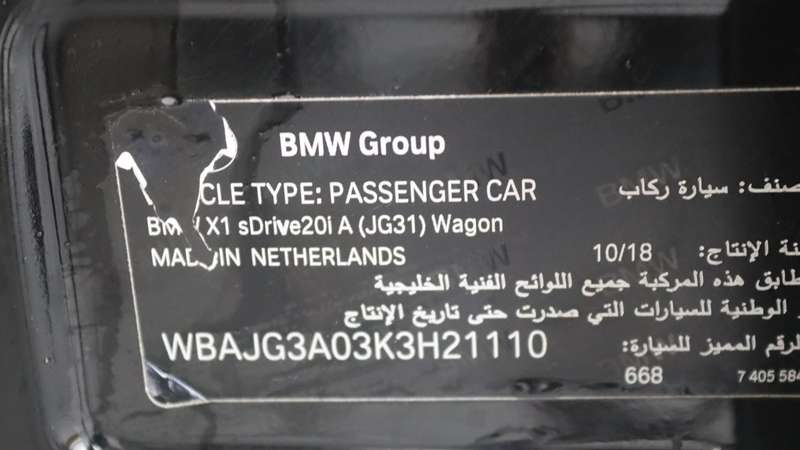 BMW Group
CLE TYPE: PASSENGER CAR صنف: سيارة ركاب
X1 sDrive20i A (JG31) Wagon
IN NETHERLANDS 10/18 الإنتاج:
هذه المركبة جميع اللوائح الفنية الخليجية
الوطنية للسيارات التي صدرت حتى تاريخ الإنتاج
WBAJG3A03K3H21110 الرقم المميز للسيارة:
668 7 405 584